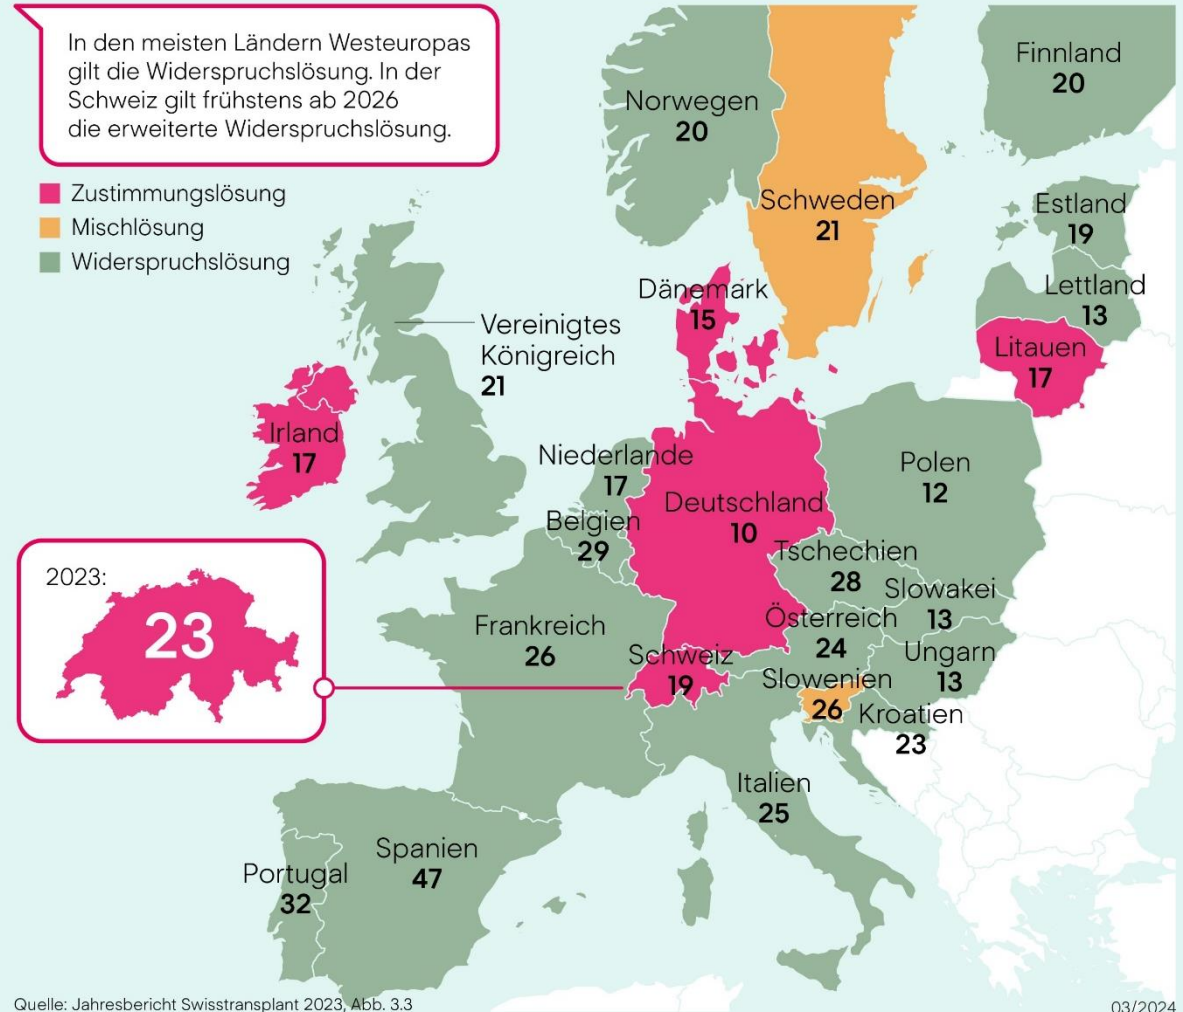 In den meisten Ländern Westeuropas
gilt die Widerspruchslösung. In der
Schweiz gilt frühstens ab 2026
die erweiterte Widerspruchslösung.
Zustimmungslösung
Mischlösung
Widerspruchslösung
Finnland
20
Norwegen
20
Schweden
21
Estland
19
Lettland
13
Litauen
17
Dänemark
15
Vereinigtes
Königreich
21
Irland
17
Niederlande
17
Belgien
29
Deutschland
10
Polen
12
Tschechien
28
Slowakei
13
Österreich
24
Ungarn
13
2023:
23
Frankreich
26
Schweiz
19
Slowenien
26
Kroatien
23
Italien
25
Spanien
47
Portugal
32
Quelle: Jahresbericht Swisstransplant 2023, Abb. 3.3
03/2024